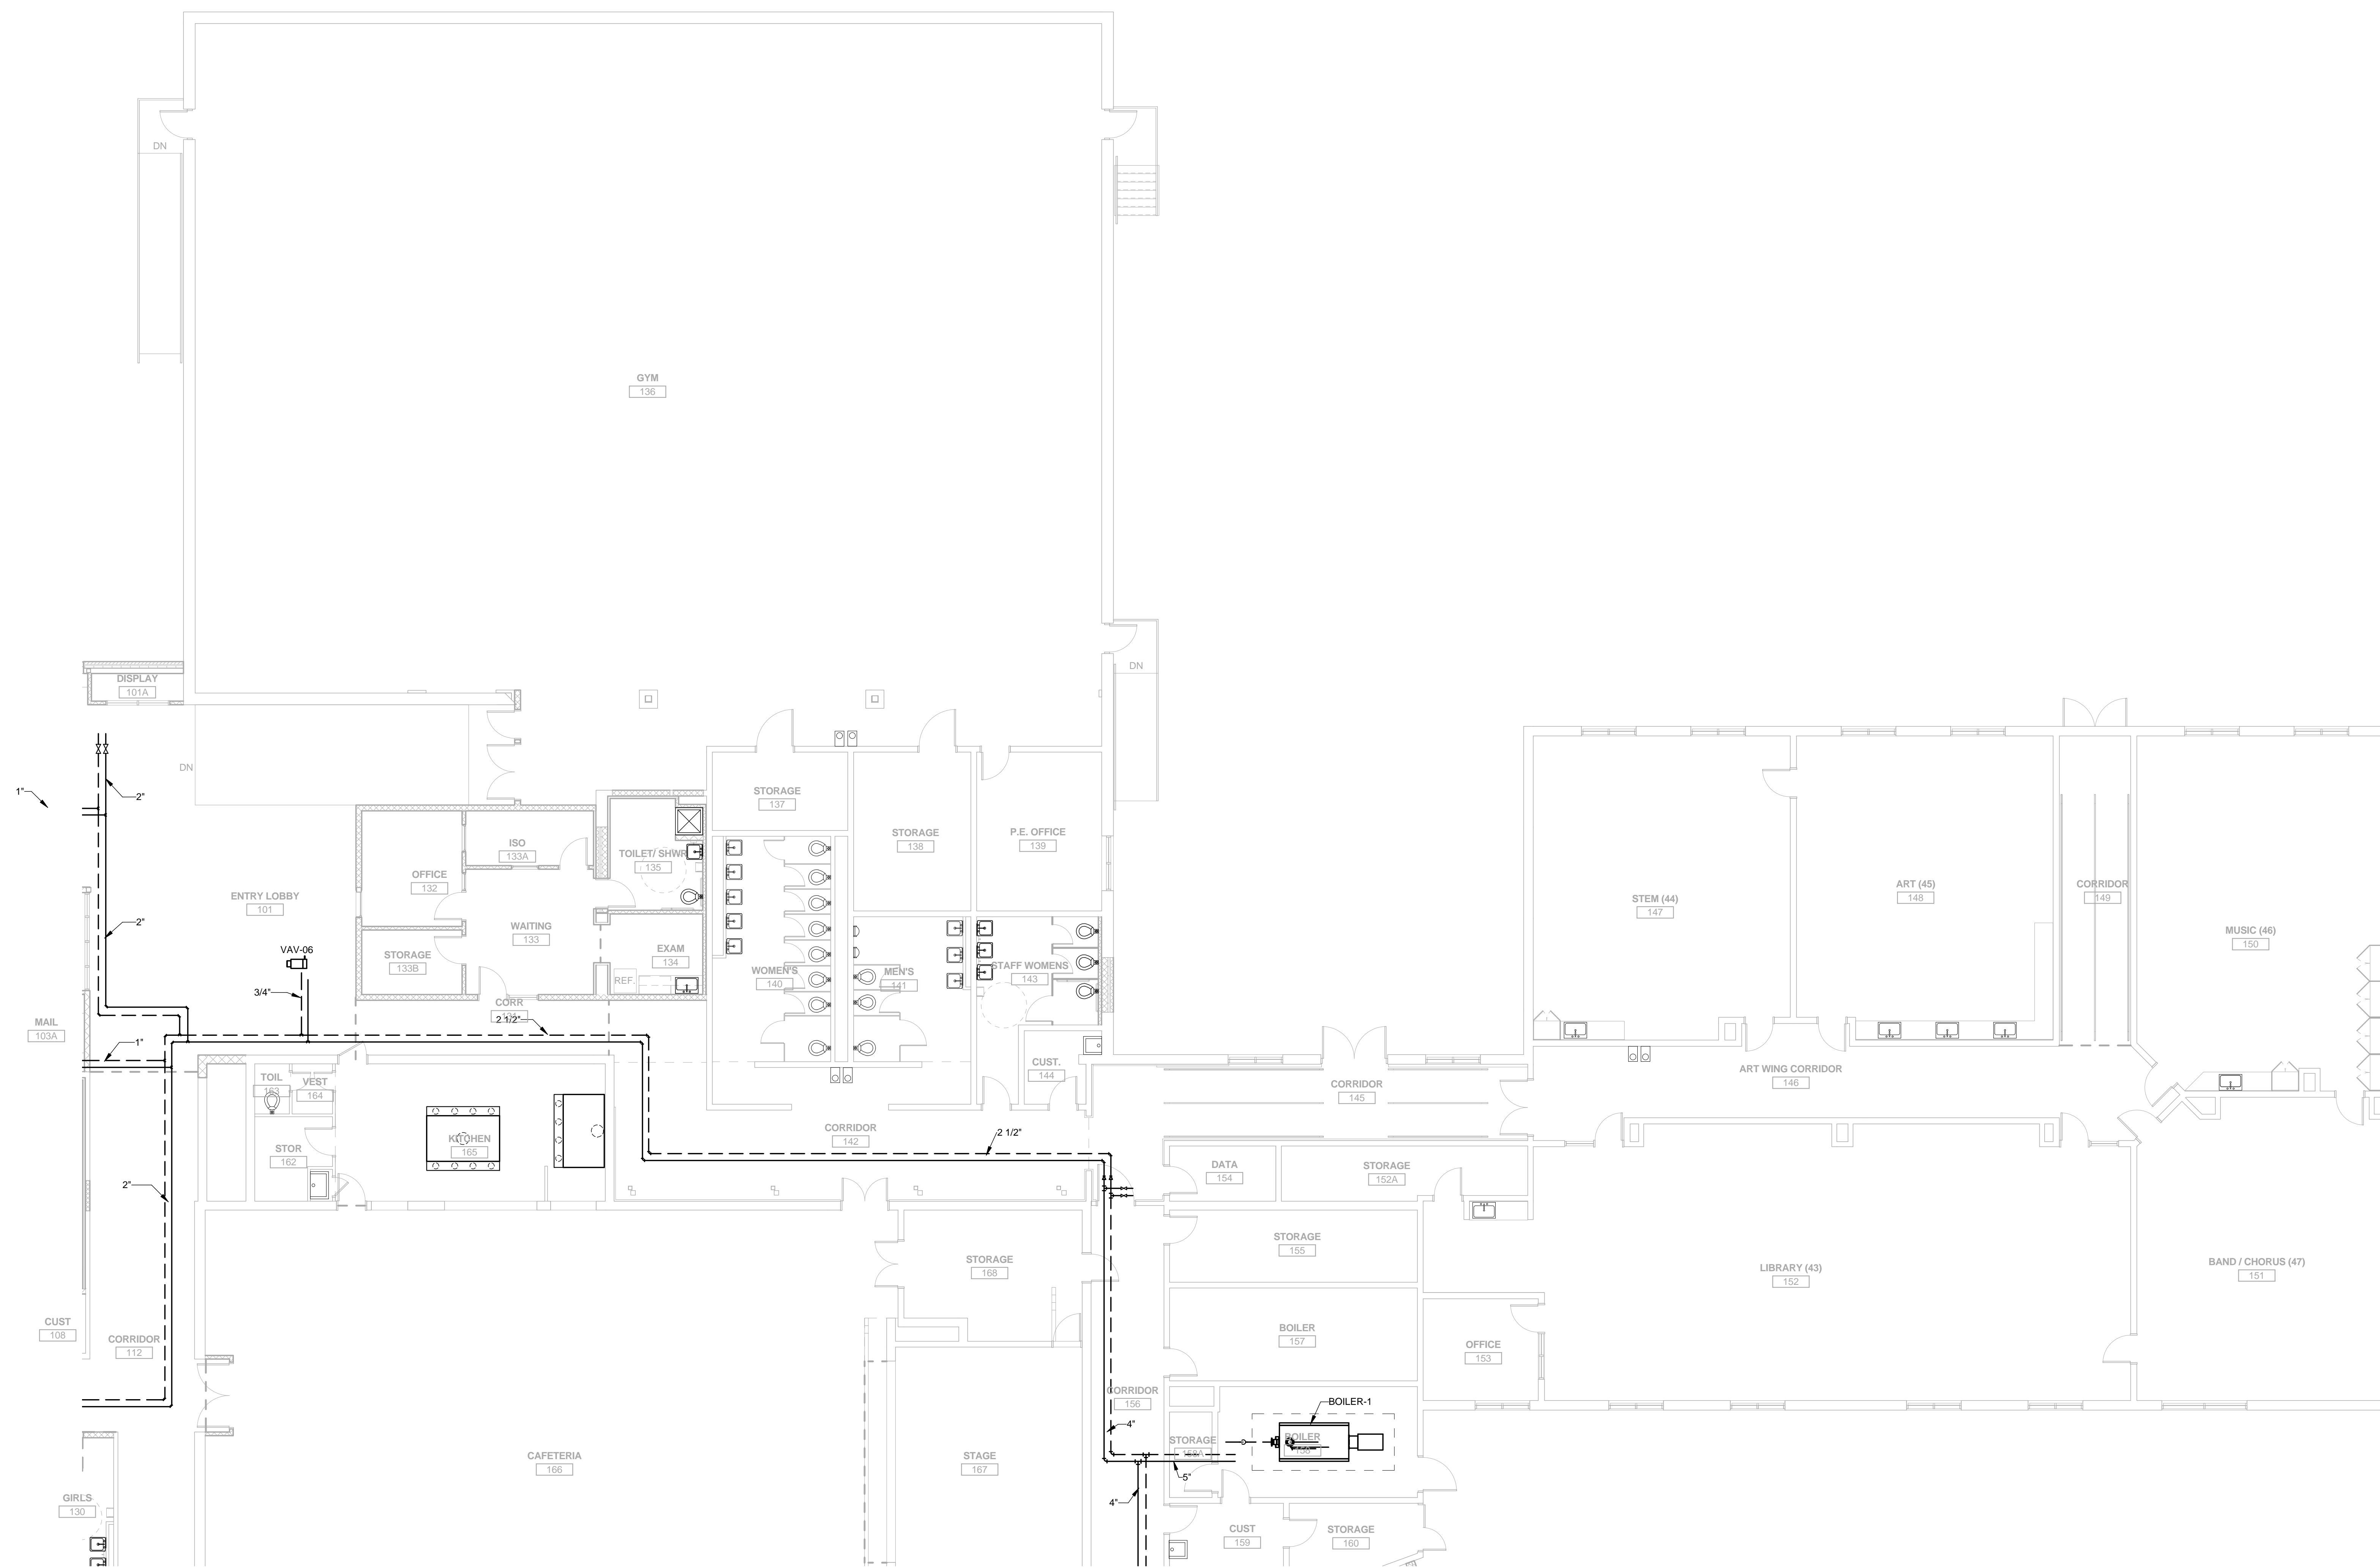 DN
GYM
136
DN
DISPLAY
101A
DN
1"
2"
STORAGE
137
STORAGE
138
P.E. OFFICE
139
ISO
133A
TOILET/ SHWR
135
OFFICE
132
ENTRY LOBBY
101
2"
WAITING
133
EXAM
134
REF.
STORAGE
133B
VAV-06
3/4"
WOMEN'S
140
MEN'S
141
STAFF WOMENS
143
STEM (44)
147
ART (45)
148
CORRIDOR
149
MUSIC (46)
150
CORR
131
2 1/2"
MAIL
103A
1"
CUST.
144
TOIL
163
VEST
164
CORRIDOR
145
ART WING CORRIDOR
146
KITCHEN
165
STOR
162
CORRIDOR
142
2 1/2"
DATA
154
STORAGE
152A
2"
STORAGE
168
STORAGE
155
LIBRARY (43)
152
BAND / CHORUS (47)
151
CUST
108
CORRIDOR
112
BOILER
157
OFFICE
153
CORRIDOR
156
BOILER-1
4"
STORAGE
158A
BOILER
158
CAFETERIA
166
STAGE
167
5"
4"
GIRLS
130
CUST
159
STORAGE
160